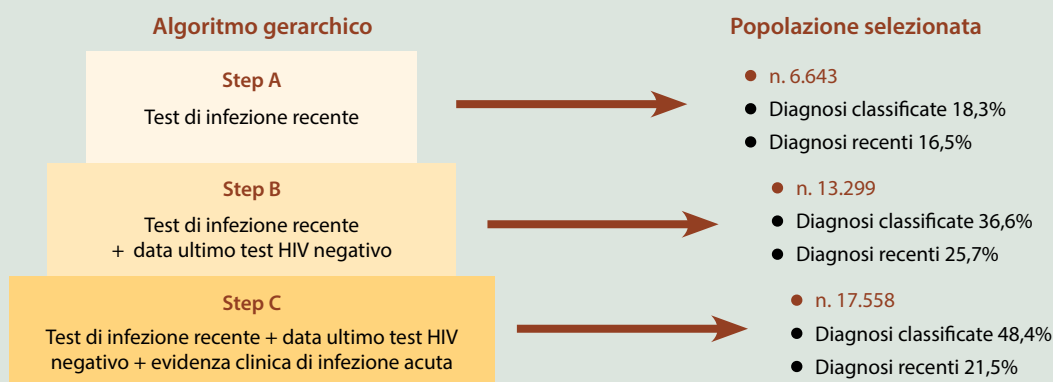 Algoritmo gerarchico
Popolazione selezionata
Step A
Test di infezione recente
● n. 6.643
● Diagnosi classificate 18,3%
● Diagnosi recenti 16,5%
Step B
Test di infezione recente
+ data ultimo test HIV negativo
● n. 13.299
● Diagnosi classificate 36,6%
● Diagnosi recenti 25,7%
Step C
Test di infezione recente + data ultimo test HIV
negativo + evidenza clinica di infezione acuta
● n. 17.558
● Diagnosi classificate 48,4%
● Diagnosi recenti 21,5%